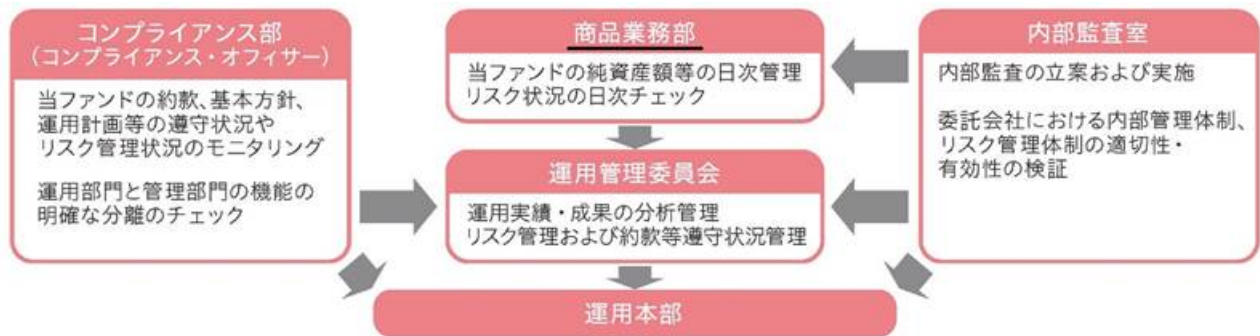 コンプライアンス部
(コンプライアンス・オフィサー)
当ファンドの約款、基本方針、
運用計画等の遵守状況や
リスク管理状況のモニタリング
運用部門と管理部門の機能の
明確な分離のチェック
商品業務部
当ファンドの純資産額等の日次管理
リスク状況の日次チェック
運用管理委員会
運用実績・成果の分析管理
リスク管理および約款等遵守状況管理
運用本部
内部監査室
内部監査の立案および実施
委託会社における内部管理体制、
リスク管理体制の適切性・
有効性の検証